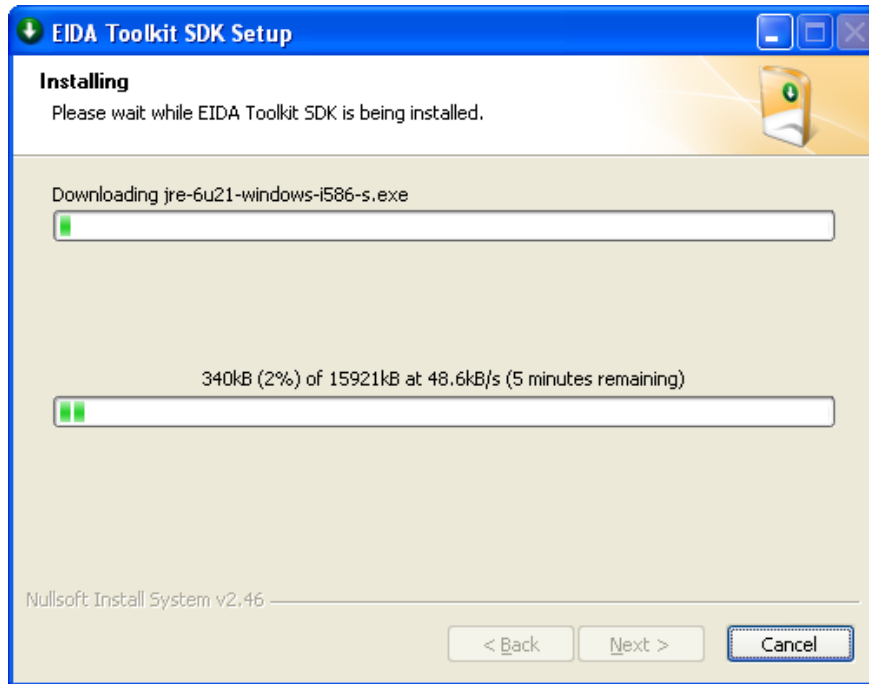 EIDA Toolkit SDK Setup
Installing
Please wait while EIDA Toolkit SDK is being installed.
Downloading jre-6u21-windows-i586-s.exe
340kB (2%) of 15921kB at 48.6kB/s (5 minutes remaining)
Nullsoft Install System v2.46
< Back Next > Cancel